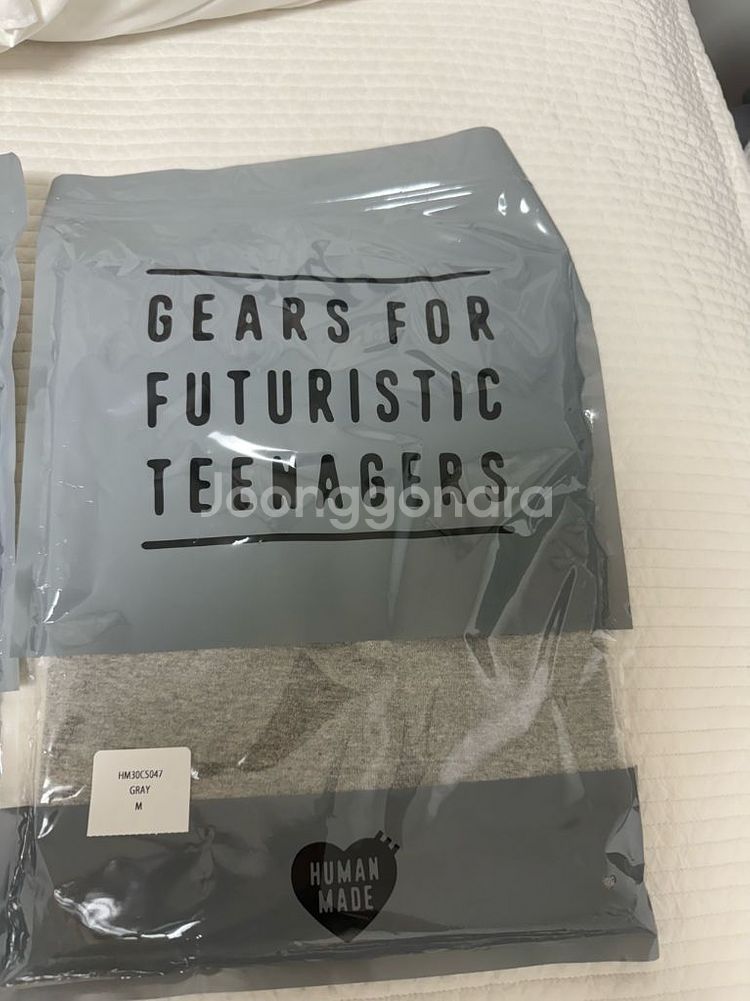 GEARS FOR
FUTURISTIC
TEENAGERS
Joonggonara
HM30CS047
GRAY
M
HUMAN
MADE